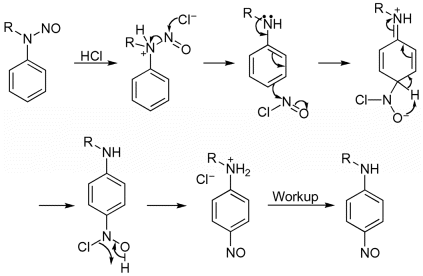 R N NO
HCl
H Cl⁻
R N N O
+
R NH
Cl N O
R NH
+
Cl N H
O⁻
R NH
Cl N O
H
R NH₂
+
Cl⁻
NO
Workup
R NH
NO